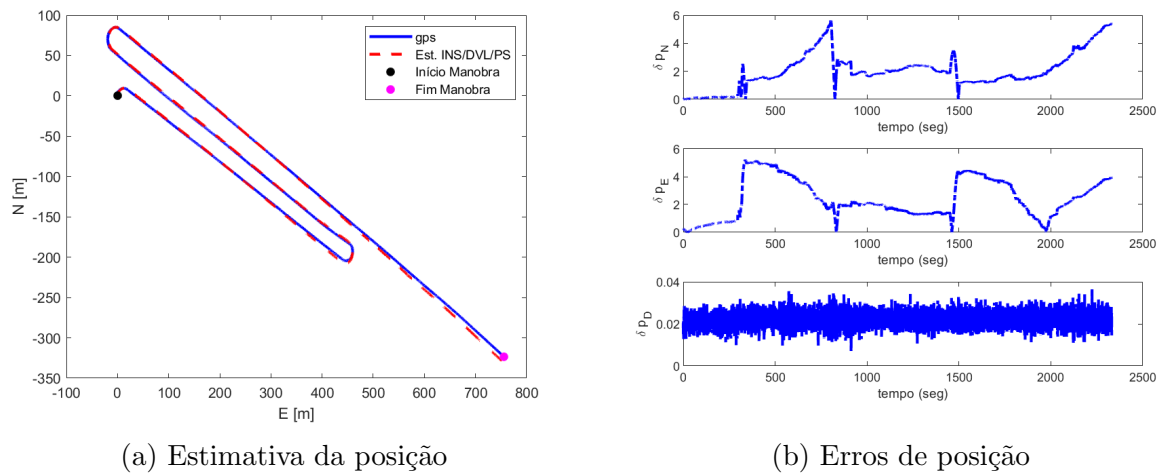 100
50
0
-50
-100
-150
-200
-250
-300
-350
N [m]
-100 0 100 200 300 400 500 600 700 800
E [m]
gps
Est. INS/DVL/PS
Início Manobra
Fim Manobra
(a) Estimativa da posição
6
4
2
0
δ p_N
0 500 1000 1500 2000 2500
tempo (seg)
6
4
2
0
δ p_E
0 500 1000 1500 2000 2500
tempo (seg)
0.04
0.02
0
δ p_D
0 500 1000 1500 2000 2500
tempo (seg)
(b) Erros de posição